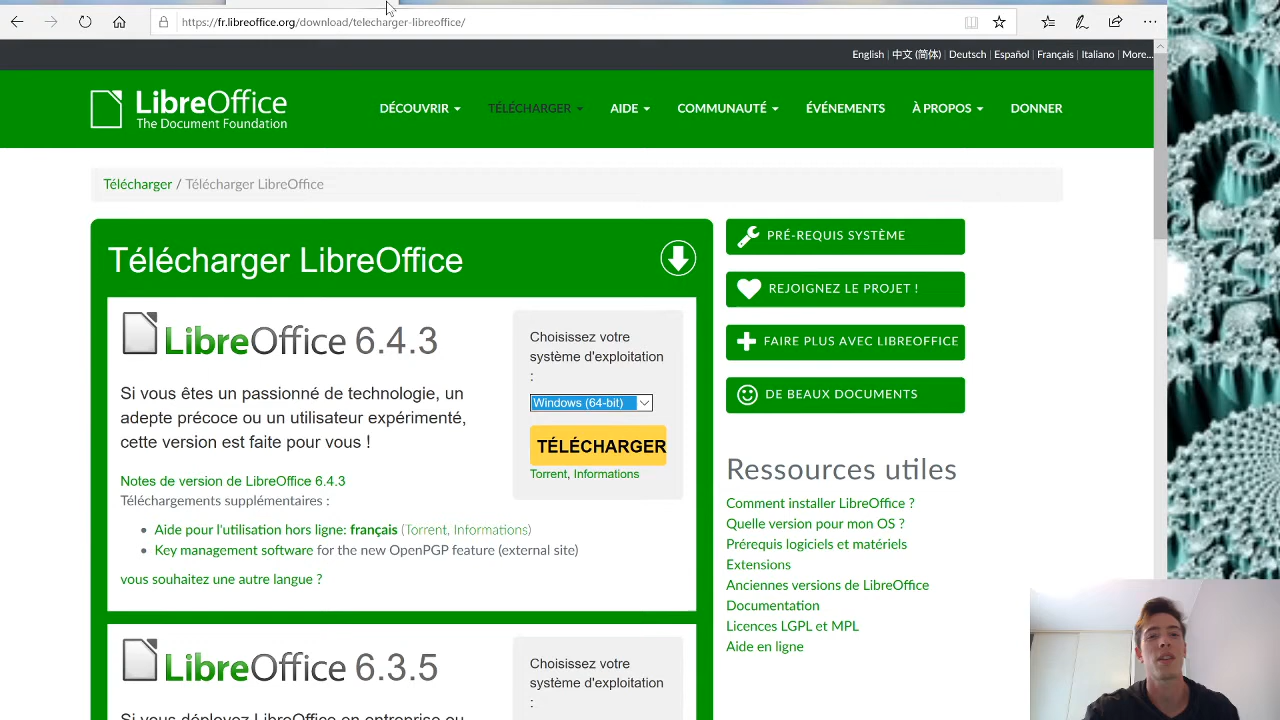 https://fr.libreoffice.org/download/telecharger-libreoffice/
English | 中文 (简体) | Deutsch | Español | Français | Italiano | More...
LibreOffice
The Document Foundation
DÉCOUVRIR
TÉLÉCHARGER
AIDE
COMMUNAUTÉ
ÉVÉNEMENTS
À PROPOS
DONNER
Télécharger / Télécharger LibreOffice
Télécharger LibreOffice
LibreOffice 6.4.3
Si vous êtes un passionné de technologie, un
adepte précoce ou un utilisateur expérimenté,
cette version est faite pour vous !
Notes de version de LibreOffice 6.4.3
Téléchargements supplémentaires :
Aide pour l'utilisation hors ligne: français (Torrent, Informations)
Key management software for the new OpenPGP feature (external site)
vous souhaitez une autre langue ?
Choisissez votre
système d'exploitation
:
Windows (64-bit)
TÉLÉCHARGER
Torrent, Informations
LibreOffice 6.3.5
Si vous déployez LibreOffice en entreprise ou
Choisissez votre
système d'exploitation
:
PRÉ-REQUIS SYSTÈME
REJOIGNEZ LE PROJET !
FAIRE PLUS AVEC LIBREOFFICE
DE BEAUX DOCUMENTS
Ressources utiles
Comment installer LibreOffice ?
Quelle version pour mon OS ?
Prérequis logiciels et matériels
Extensions
Anciennes versions de LibreOffice
Documentation
Licences LGPL et MPL
Aide en ligne